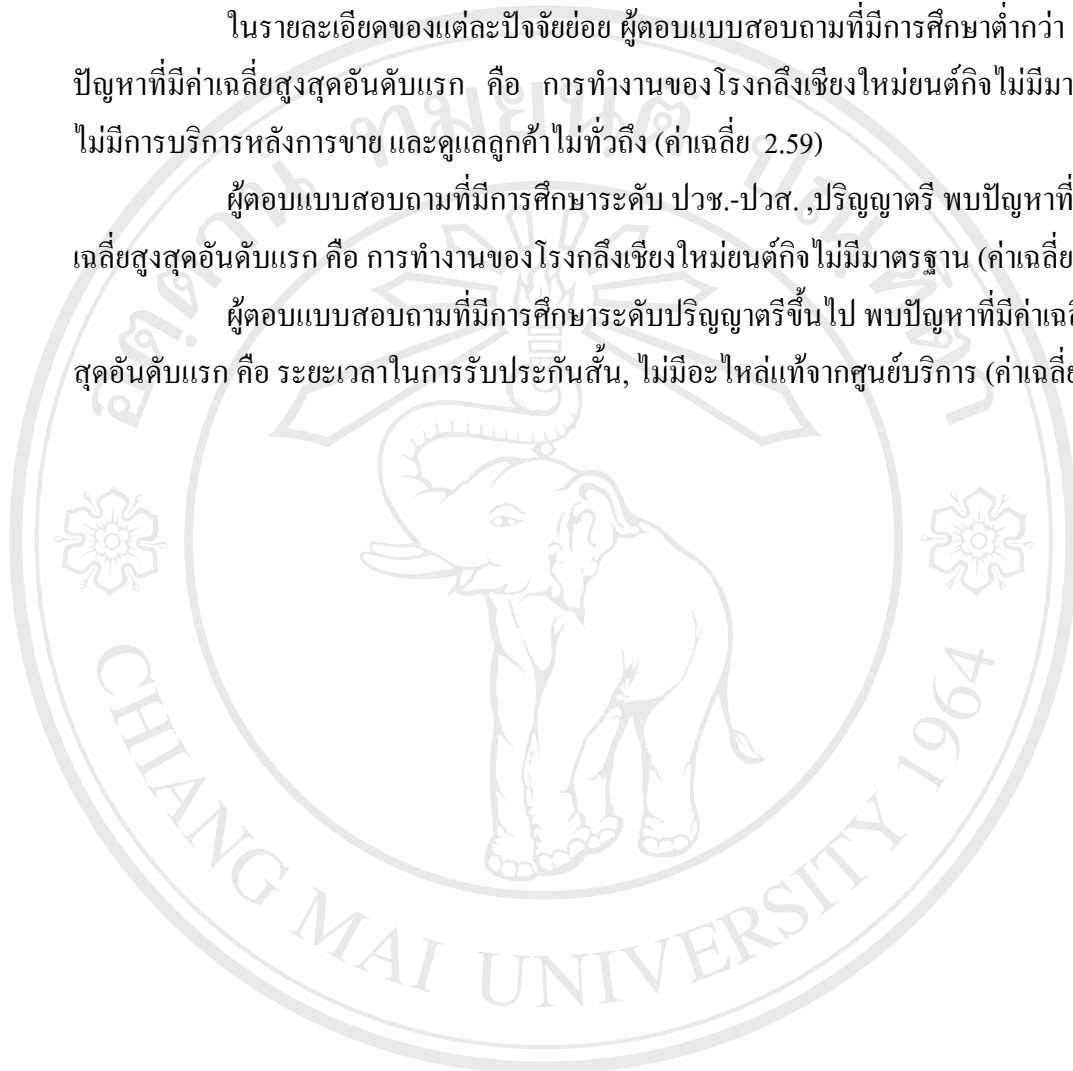 ในรายละเอียดของแต่ละปัจจัยย่อย ผู้ตอบแบบสอบถามที่มีการศึกษาต่ำกว่า
ปัญหาที่มีค่าเฉลี่ยสูงสุดอันดับแรก คือ การทำงานของโรงกลึงเชียงใหม่ยนต์กิจไม่มีมา
ไม่มีการบริการหลังการขาย และดูแลลูกค้าไม่ทั่วถึง (ค่าเฉลี่ย 2.59)
ผู้ตอบแบบสอบถามที่มีการศึกษาระดับ ปวช.-ปวส. ,ปริญญาตรี พบปัญหาที่
เฉลี่ยสูงสุดอันดับแรก คือ การทำงานของโรงกลึงเชียงใหม่ยนต์กิจไม่มีมาตรฐาน (ค่าเฉลี่ย
ผู้ตอบแบบสอบถามที่มีการศึกษาระดับปริญญาตรีขึ้นไป พบปัญหาที่มีค่าเฉลี่
สุดอันดับแรก คือ ระยะเวลาในการรับประกันสั้น, ไม่มีอะไหล่แท้จากศูนย์บริการ (ค่าเฉลี่ย
อตฺตานํ ทมยนฺติ ปณฺฑิตา
CHIANG MAI UNIVERSITY 1964